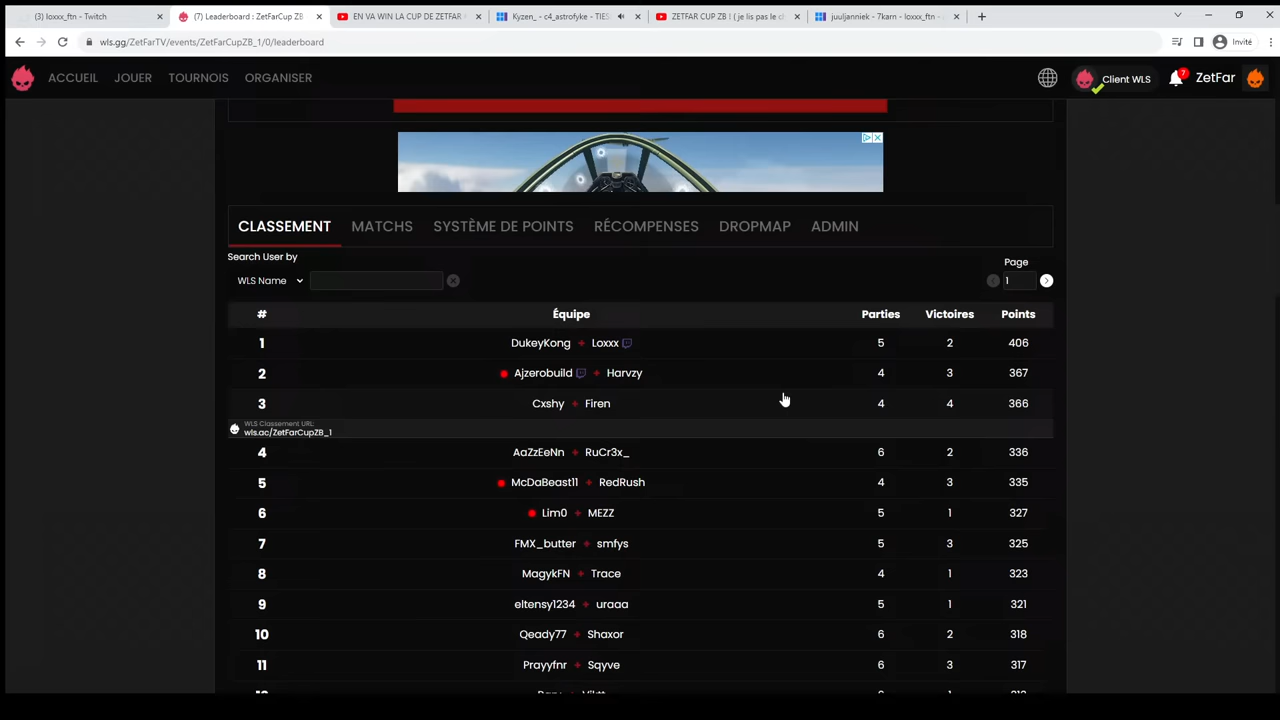 (3) loxxx_ftn - Twitch
(7) Leaderboard : ZetFarCup ZB
EN VA WIN LA CUP DE ZETFAR
Kyzen_ - c4_astrofyke - TIES
ZETFAR CUP ZB ! ( je lis pas le
juuljanniek - 7karn - loxxx_ftn -
wls.gg/ZetFarTV/events/ZetFarCupZB_1/0/leaderboard
Invité
ACCUEIL JOUER TOURNOIS ORGANISER
Client WLS 7 ZetFar
CLASSEMENT MATCHS SYSTÈME DE POINTS RÉCOMPENSES DROPMAP ADMIN
Search User by
Page
WLS Name
1
# Équipe Parties Victoires Points
1 DukeyKong + Loxxx 5 2 406
2 Ajzerobuild + Harvzy 4 3 367
3 Cxshy + Firen 4 4 366
WLS Classement URL:
wls.ac/ZetFarCupZB_1
4 AaZzEeNn + RuCr3x_ 6 2 336
5 McDaBeast11 + RedRush 4 3 335
6 Lim0 + MEZZ 5 1 327
7 FMX_butter + smfys 5 3 325
8 MagykFN + Trace 4 1 323
9 eltensy1234 + uraaa 5 1 321
10 Qeady77 + Shaxor 6 2 318
11 Prayyfnr + Sqyve 6 3 317